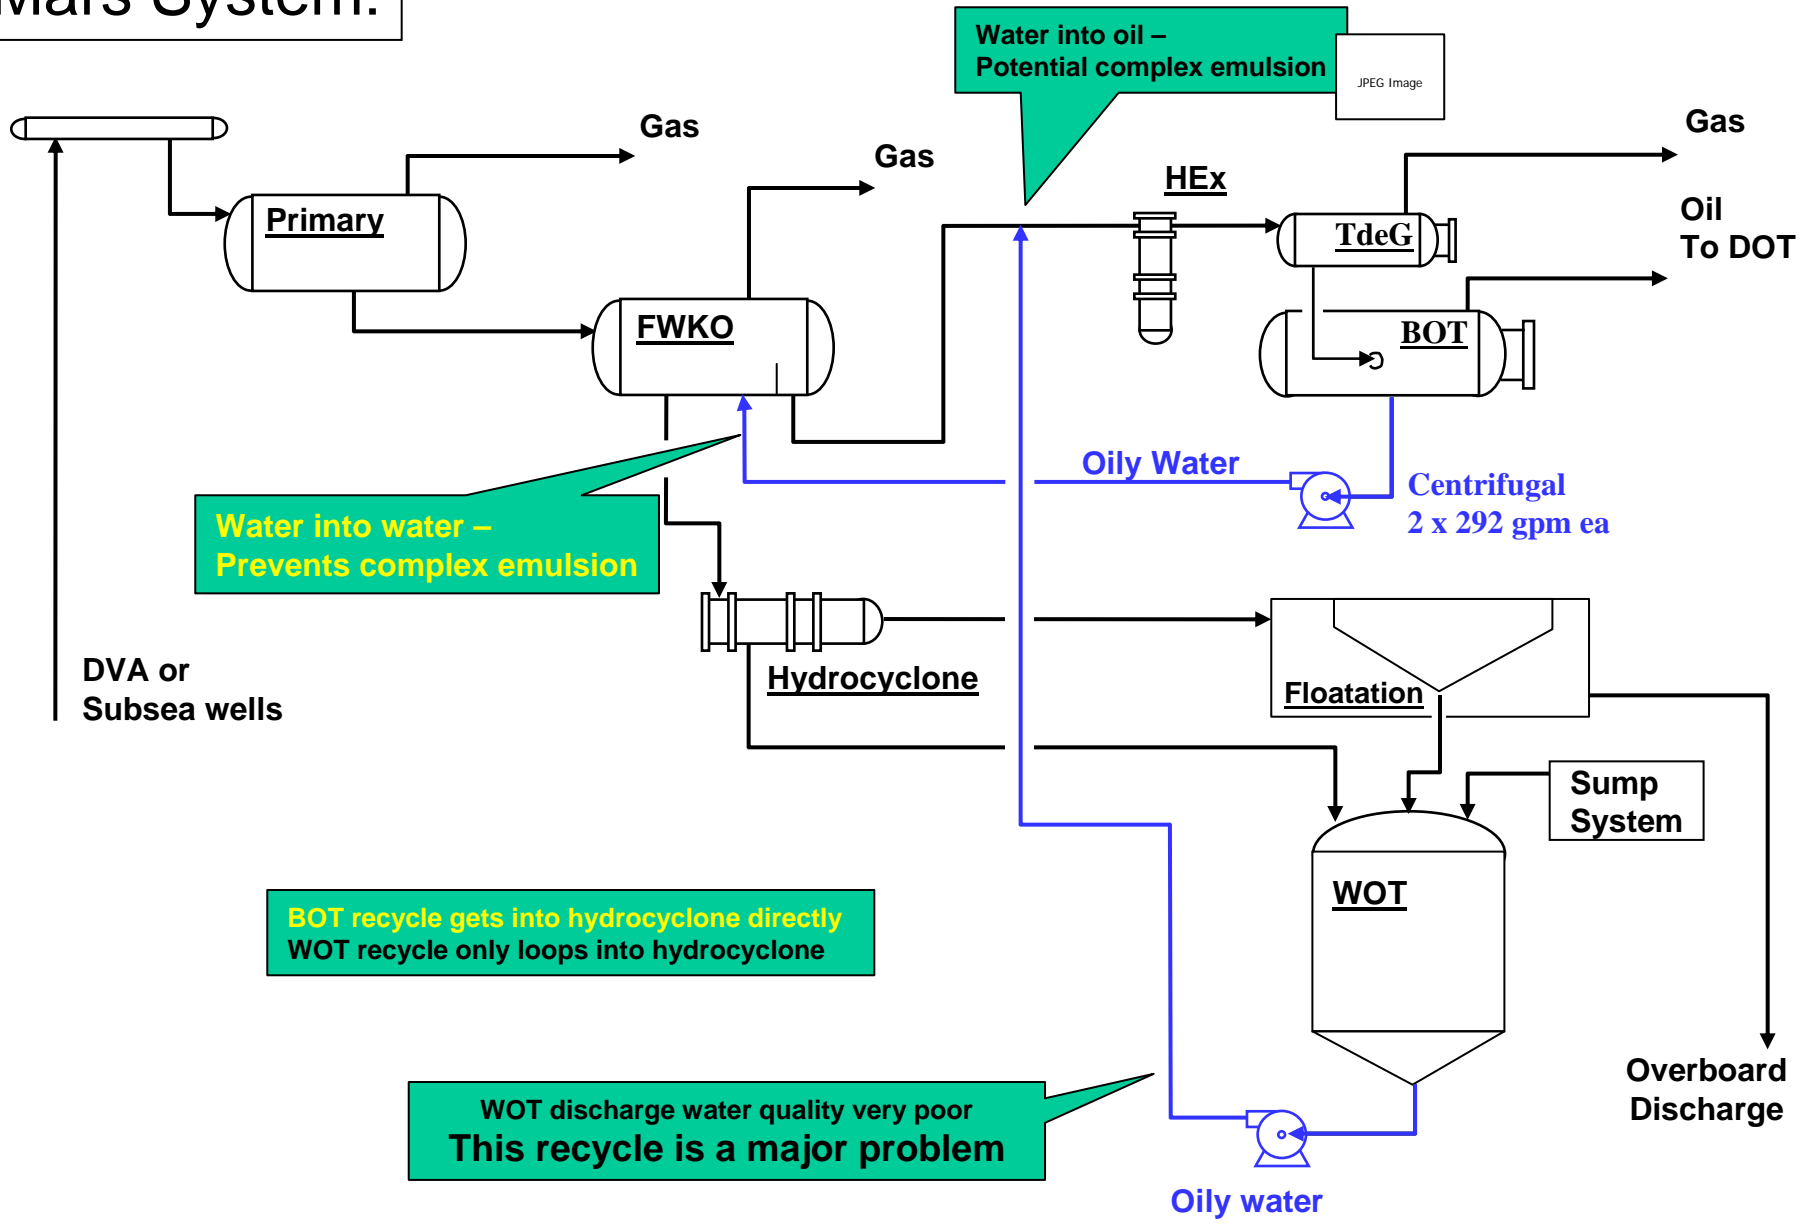 Mars System:
Water into oil –
Potential complex emulsion
JPEG Image
Gas
Gas
Gas
HEx
Primary
TdeG
Oil
To DOT
FWKO
BOT
Oily Water
Centrifugal
2 x 292 gpm ea
Water into water –
Prevents complex emulsion
DVA or
Subsea wells
Hydrocyclone
Floatation
Sump
System
WOT
BOT recycle gets into hydrocyclone directly
WOT recycle only loops into hydrocyclone
Overboard
Discharge
WOT discharge water quality very poor
This recycle is a major problem
Oily water